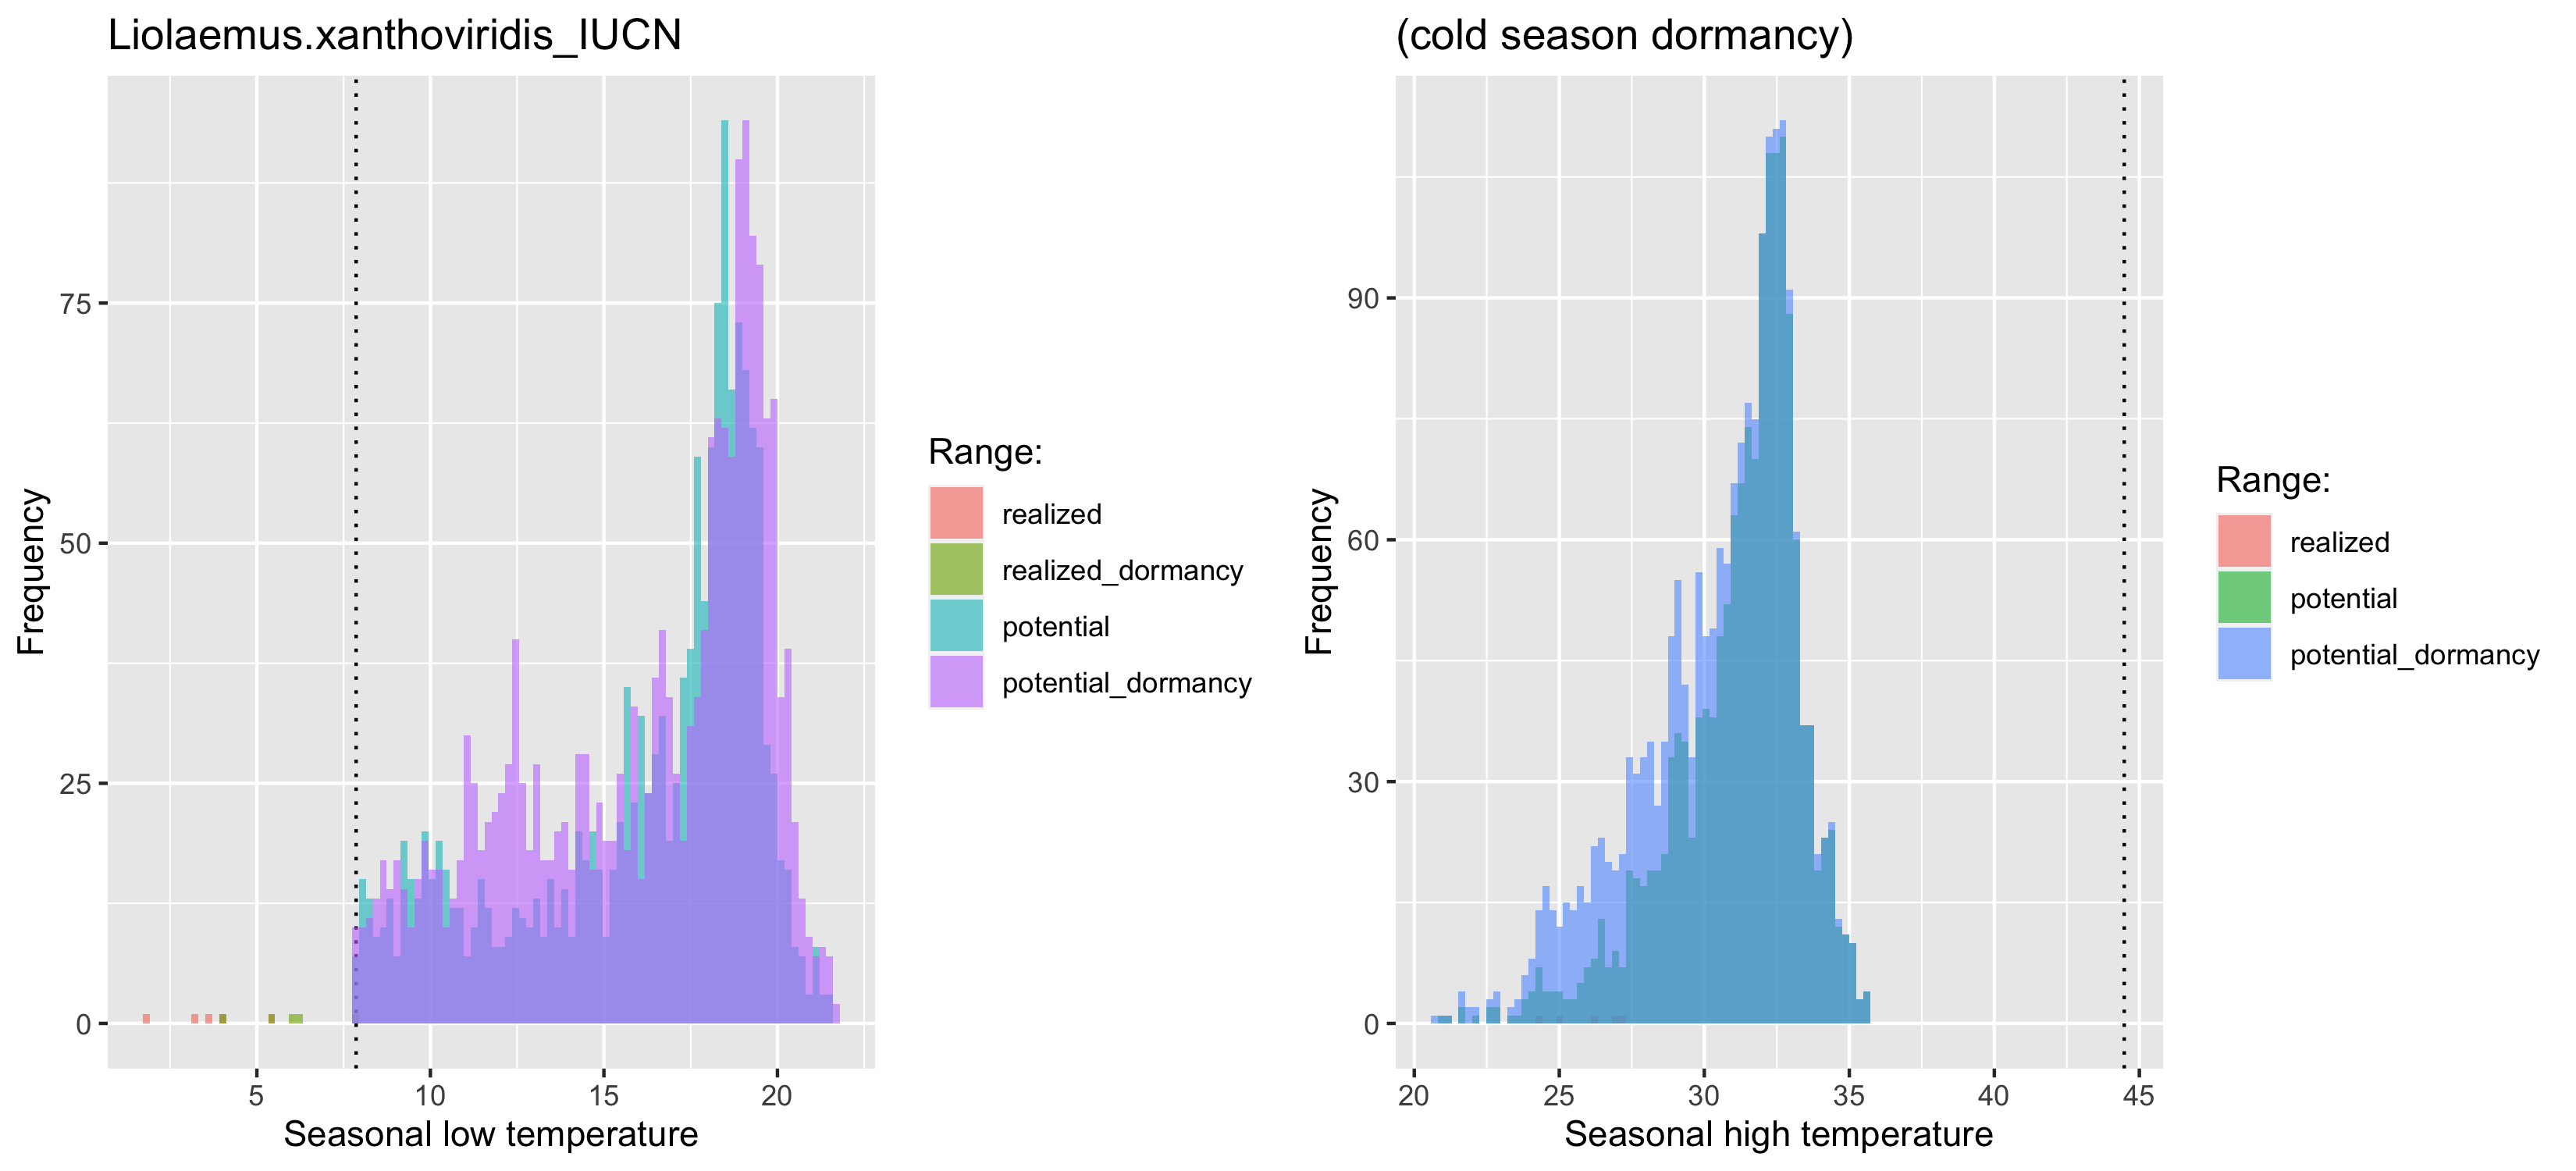 Liolaemus.xanthoviridis_IUCN
Frequency
75
50
25
0
5 10 15 20
Seasonal low temperature
Range:
realized
realized_dormancy
potential
potential_dormancy
(cold season dormancy)
Frequency
90
60
30
0
20 25 30 35 40 45
Seasonal high temperature
Range:
realized
potential
potential_dormancy